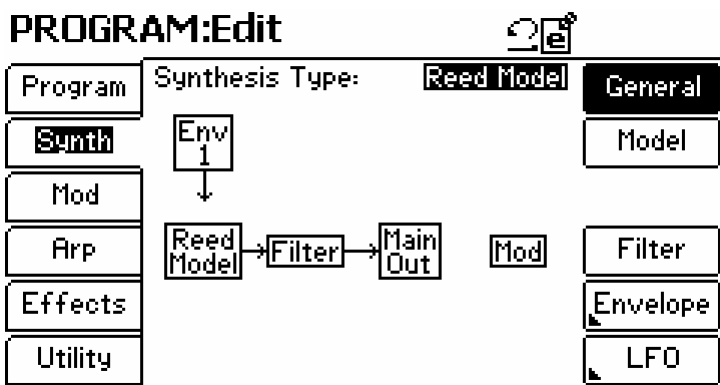 PROGRAM:Edit
e
Program
Synth
Mod
Arp
Effects
Utility
Synthesis Type: Reed Model
Env
1
Reed
Model
Filter
Main
Out
Mod
General
Model
Filter
Envelope
LFO